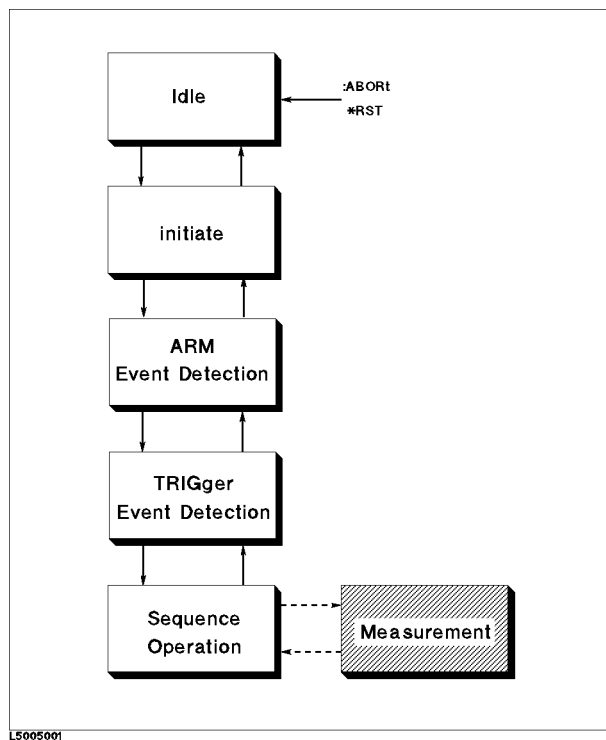 Idle
:ABORt
*RST
initiate
ARM
Event Detection
TRIGger
Event Detection
Sequence
Operation
Measurement
L5005001